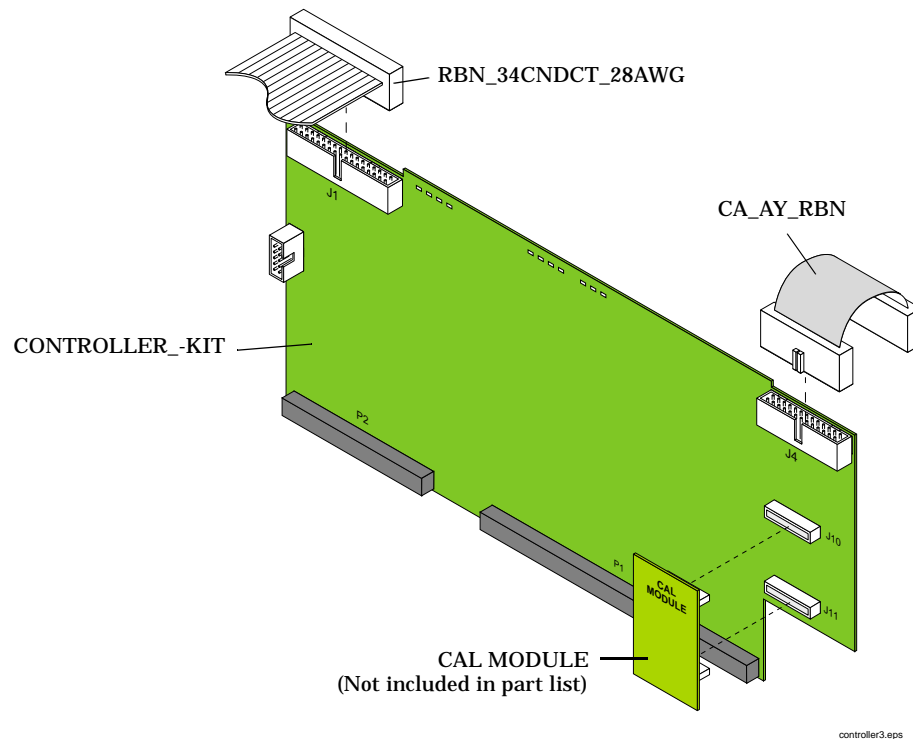 RBN_34CNDCT_28AWG
J1
CA_AY_RBN
CONTROLLER_-KIT
P2
J4
J10
P1
CAL
MODULE
J11
CAL MODULE
(Not included in part list)
controller3.eps